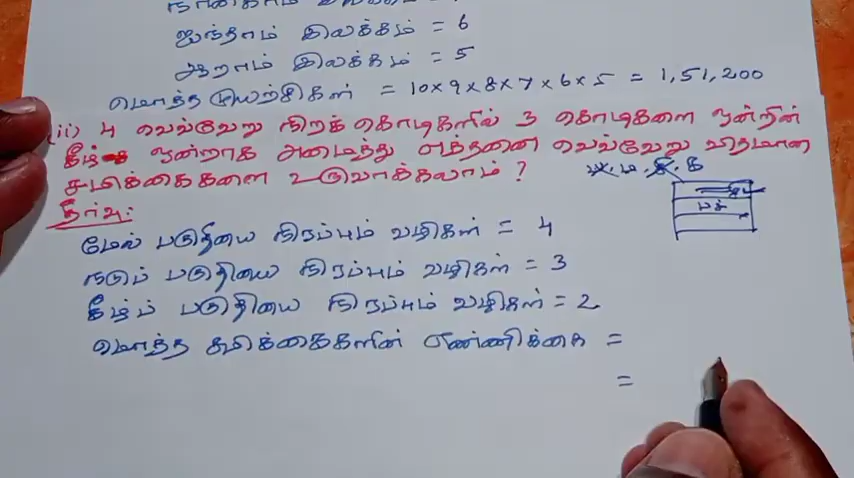 ஐந்தாம் இலக்கம் = 6
ஆறாம் இலக்கம் = 5
மொத்த முயற்சிகள் = 10×9×8×7×6×5 = 1,51,200
(ii) 4 வெவ்வேறு நிறக் கொடிகளில் 3 கொடிகளை ஒன்றின்
கீழ் ஒன்றாக அமைத்து எத்தனை வெவ்வேறு விதமான
சமிக்கைகளை உருவாக்கலாம் ?
தீர்வு:
மேல் பகுதியை நிரப்பும் வழிகள் = 4
நடுப் பகுதியை நிரப்பும் வழிகள் = 3
கீழ்ப் பகுதியை நிரப்பும் வழிகள் = 2
மொத்த சமிக்கைகளின் எண்ணிக்கை =
=